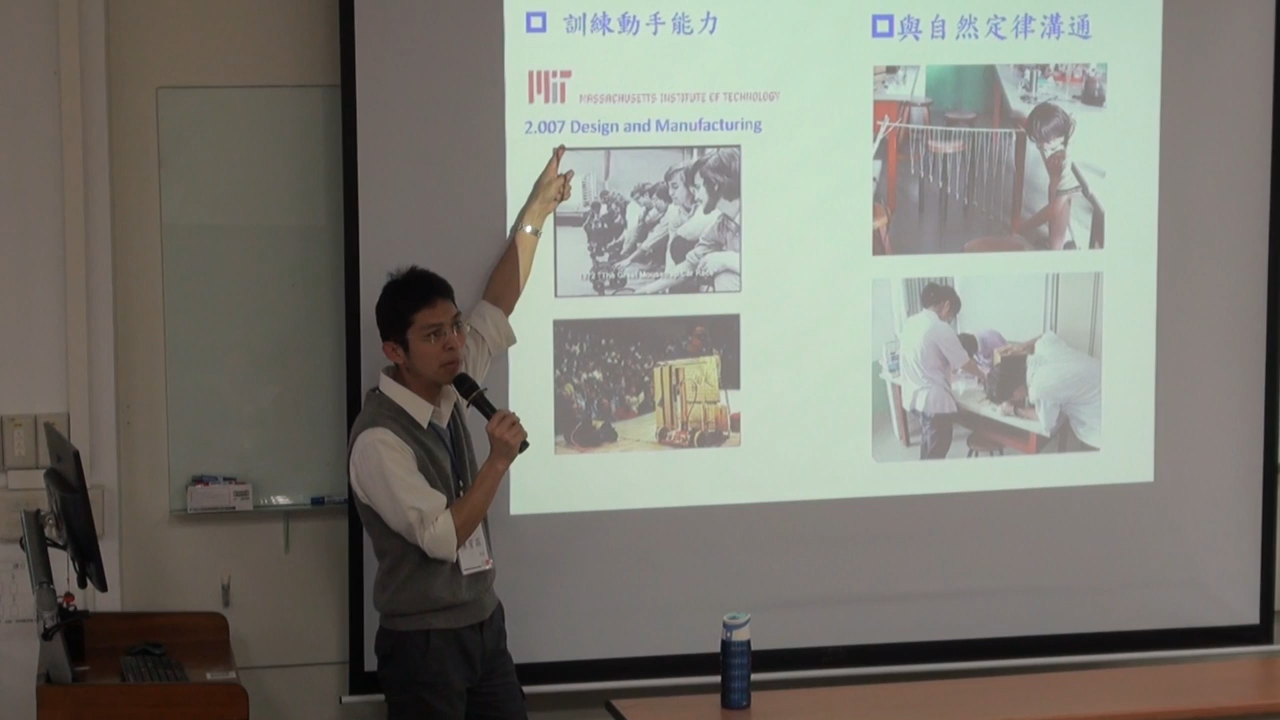 訓練動手能力
與自然定律溝通
MiT MASSACHUSETTS INSTITUTE OF TECHNOLOGY
2.007 Design and Manufacturing